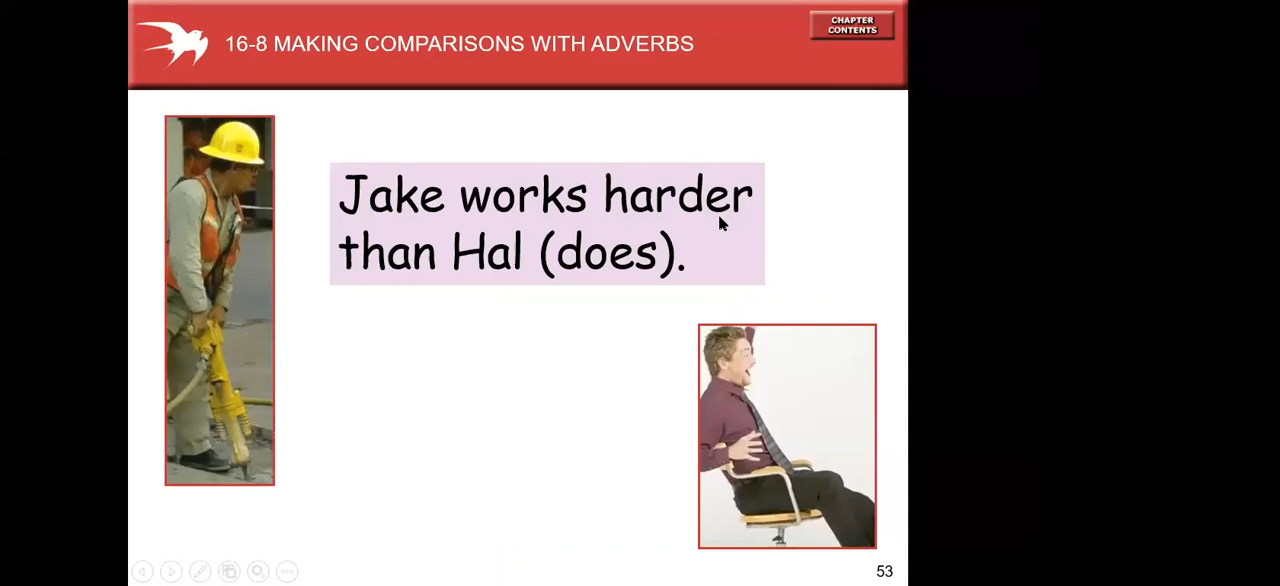 CHAPTER
CONTENTS
16-8 MAKING COMPARISONS WITH ADVERBS
Jake works harder
than Hal (does).
53